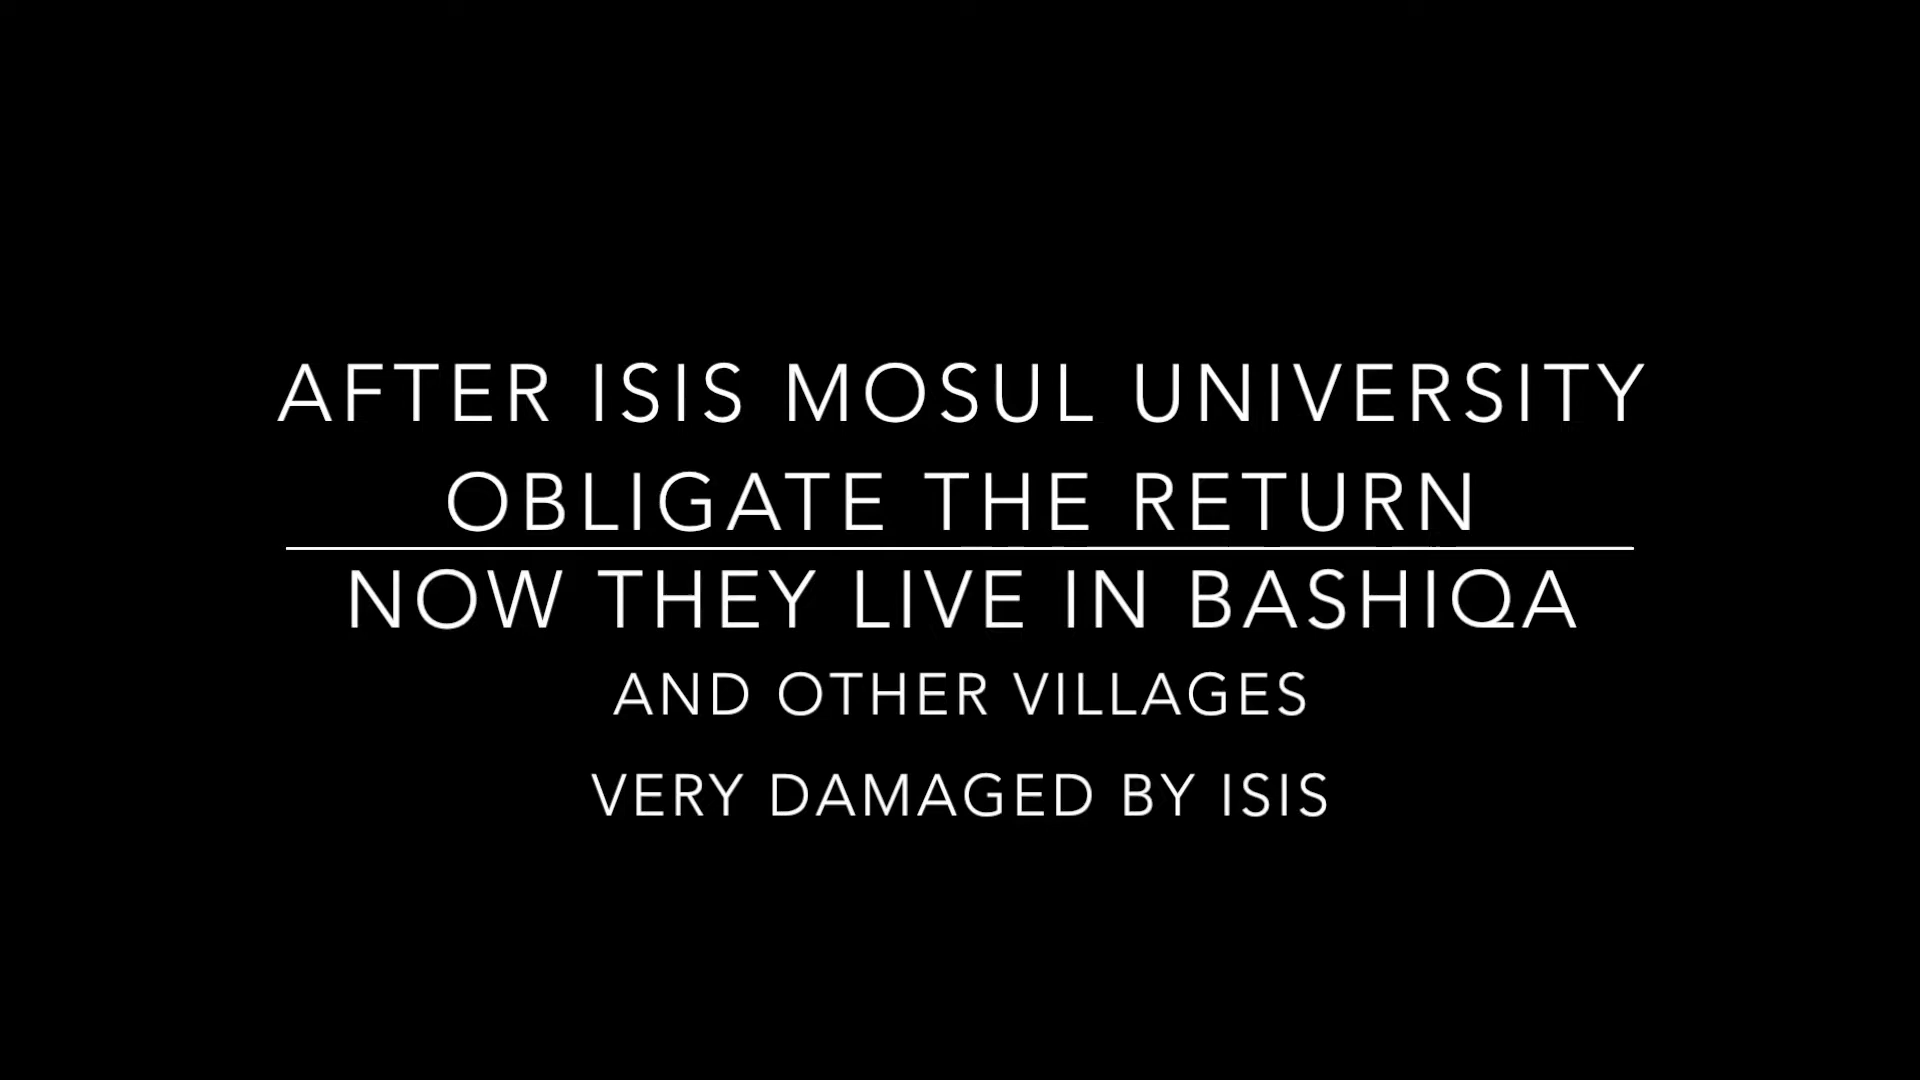 AFTER ISIS MOSUL UNIVERSITY
OBLIGATE THE RETURN
NOW THEY LIVE IN BASHIQA
AND OTHER VILLAGES
VERY DAMAGED BY ISIS